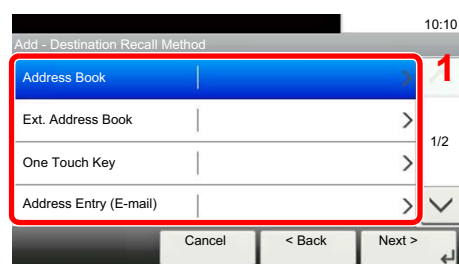 10:10
Add - Destination Recall Method
Address Book
1
Ext. Address Book
1/2
One Touch Key
Address Entry (E-mail)
Cancel
< Back
Next >